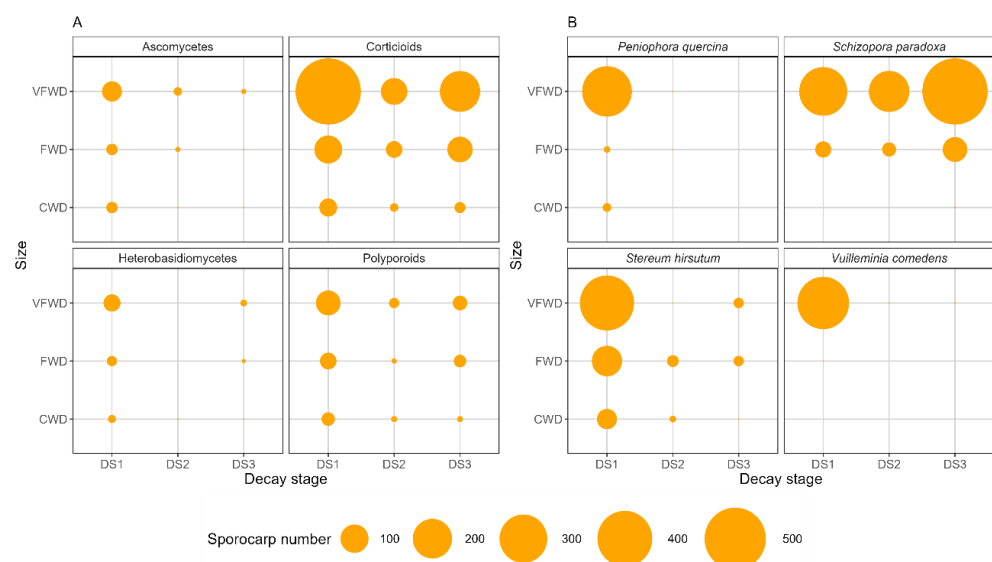 A
B
Ascomycetes
Corticioids
Peniophora quercina
Schizopora paradoxa
VFWD
FWD
CWD
VFWD
FWD
CWD
Heterobasidiomycetes
Polyporoids
Stereum hirsutum
Vuilleminia comedens
VFWD
FWD
CWD
VFWD
FWD
CWD
Size
Size
DS1 DS2 DS3 DS1 DS2 DS3
DS1 DS2 DS3 DS1 DS2 DS3
Decay stage
Decay stage
Sporocarp number 100 200 300 400 500